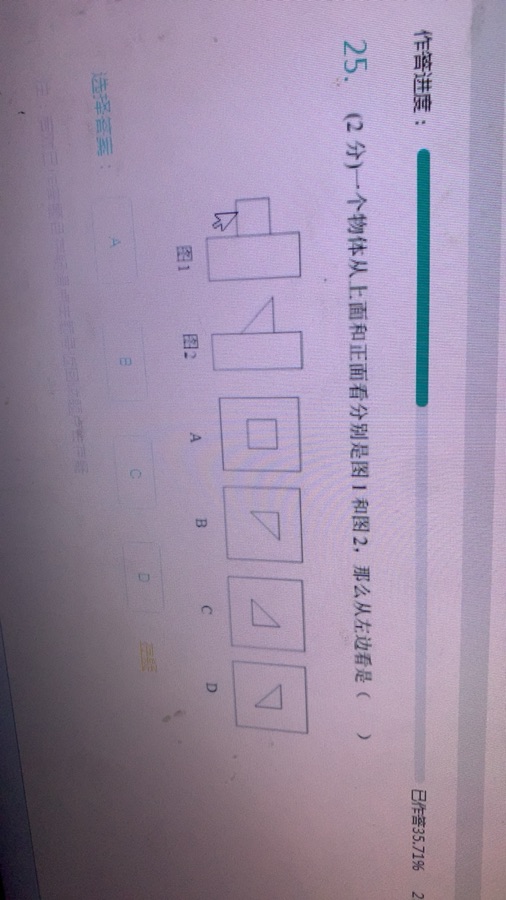 作答进度：
已作答35.71% 2
25. (2 分)一个物体从上面和正面看分别是图 1 和图 2，那么从左边看是（ ）
图1 图2 A B C D
选择答案：
A B C D